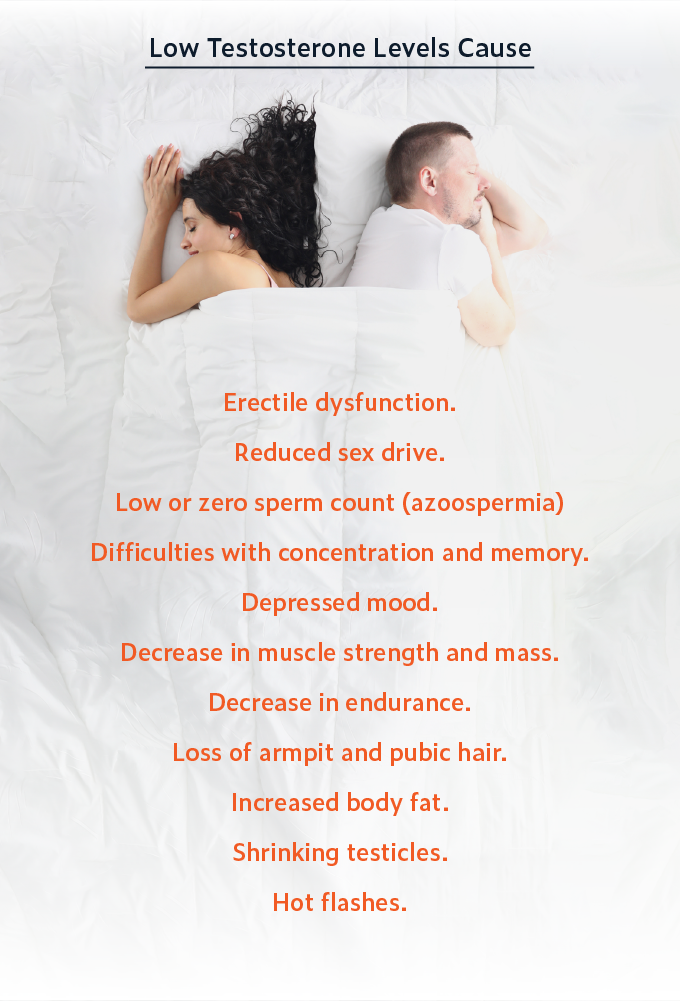 Low Testosterone Levels Cause
Erectile dysfunction.
Reduced sex drive.
Low or zero sperm count (azoospermia)
Difficulties with concentration and memory.
Depressed mood.
Decrease in muscle strength and mass.
Decrease in endurance.
Loss of armpit and pubic hair.
Increased body fat.
Shrinking testicles.
Hot flashes.